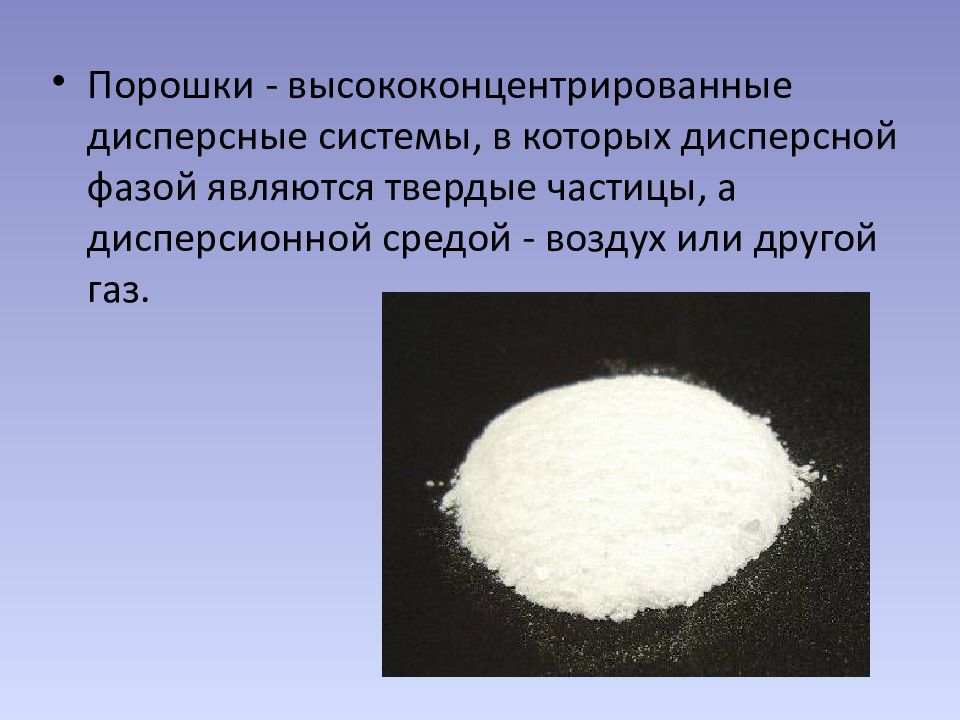 • Порошки - высококонцентрированные
дисперсные системы, в которых дисперсной
фазой являются твердые частицы, а
дисперсионной средой - воздух или другой
газ.